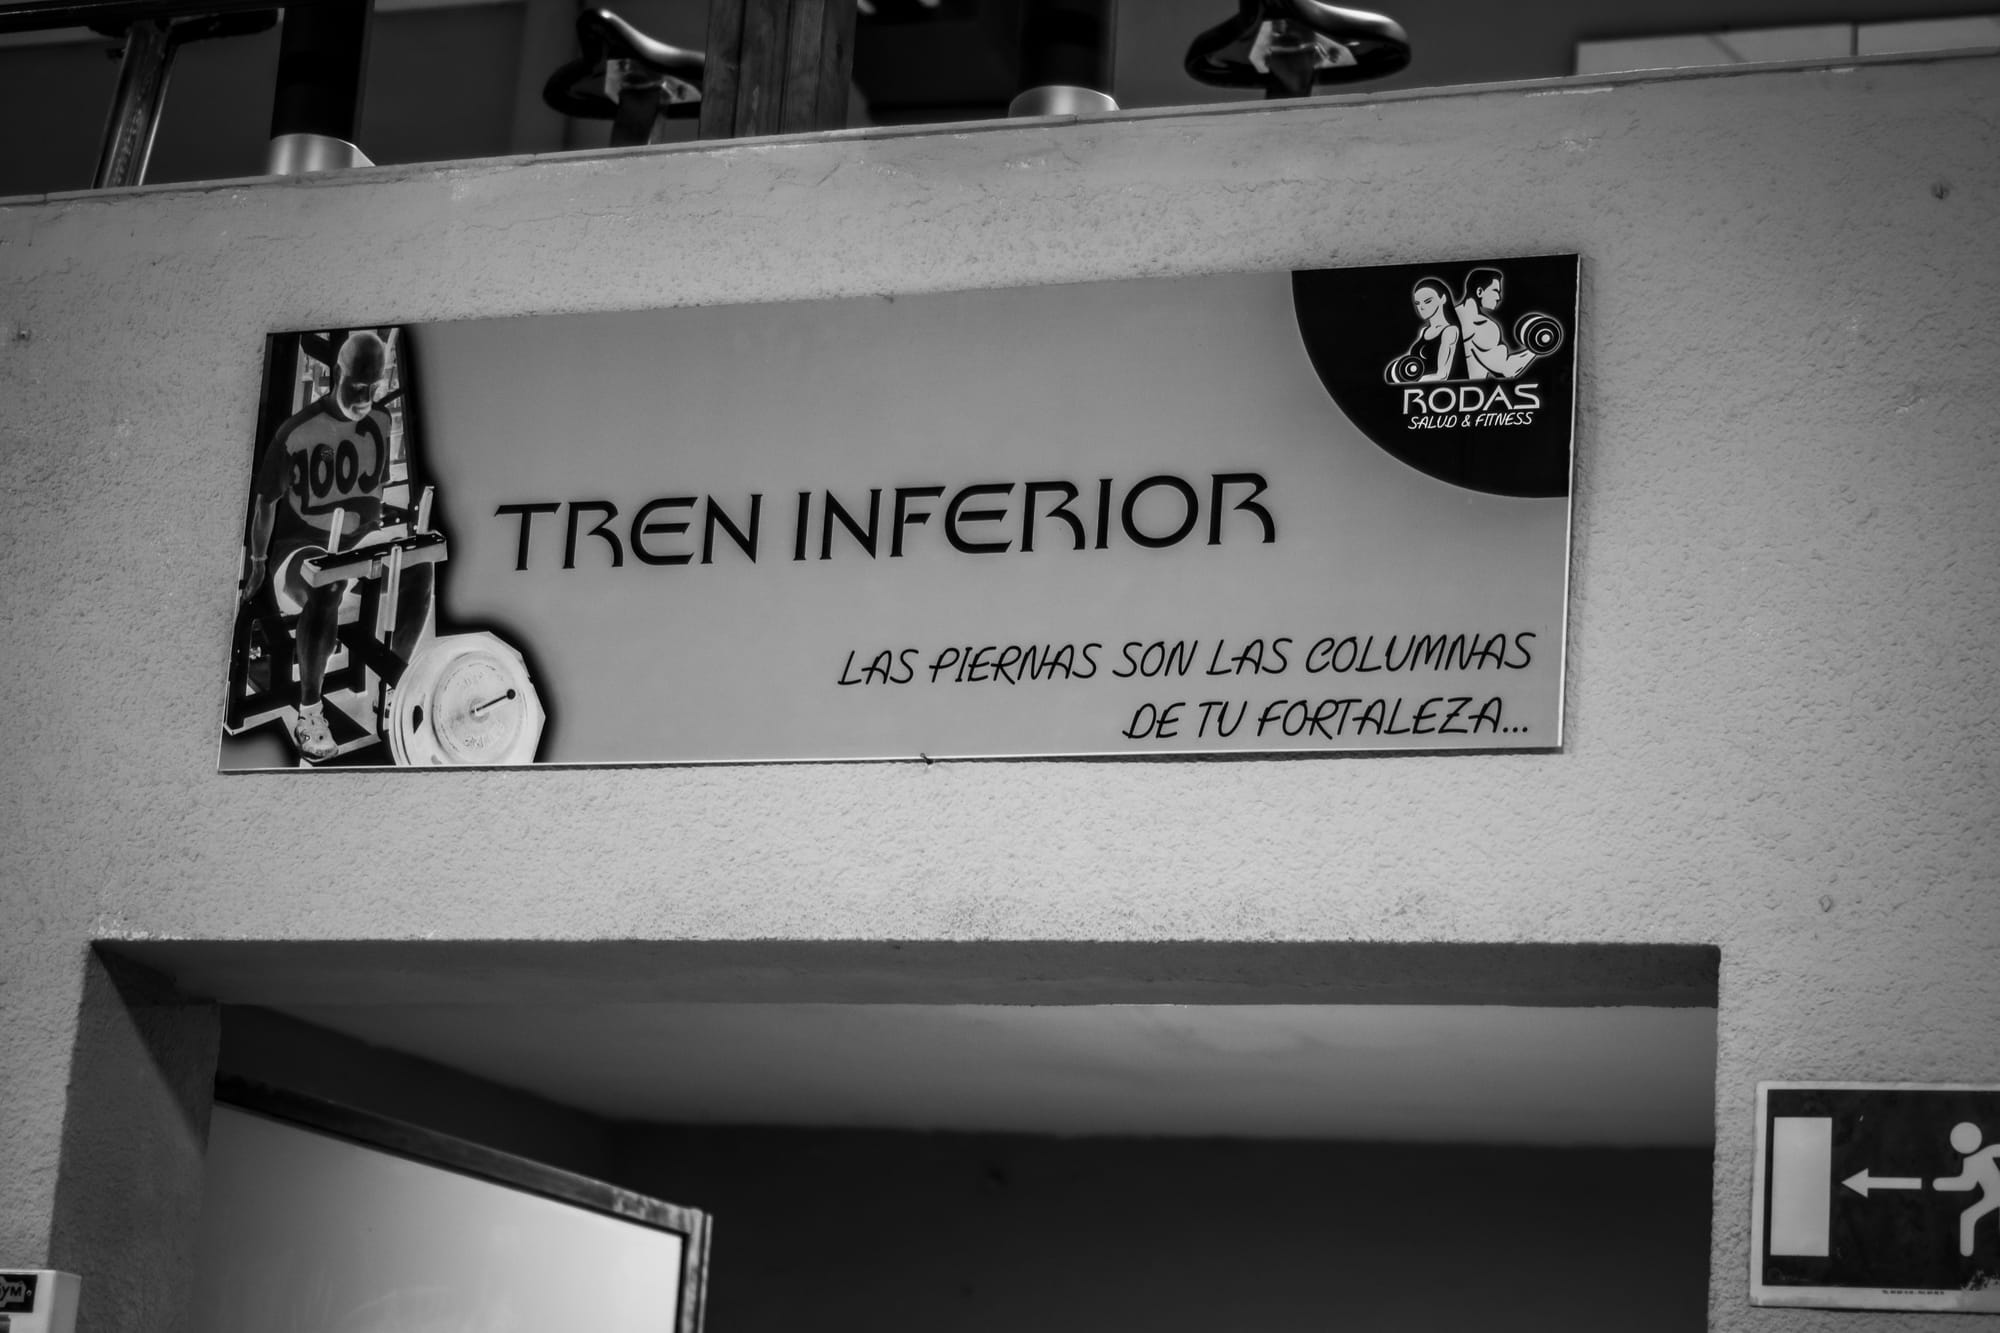 RODAS
SALUD & FITNESS
TREN INFERIOR
LAS PIERNAS SON LAS COLUMNAS
DE TU FORTALEZA...